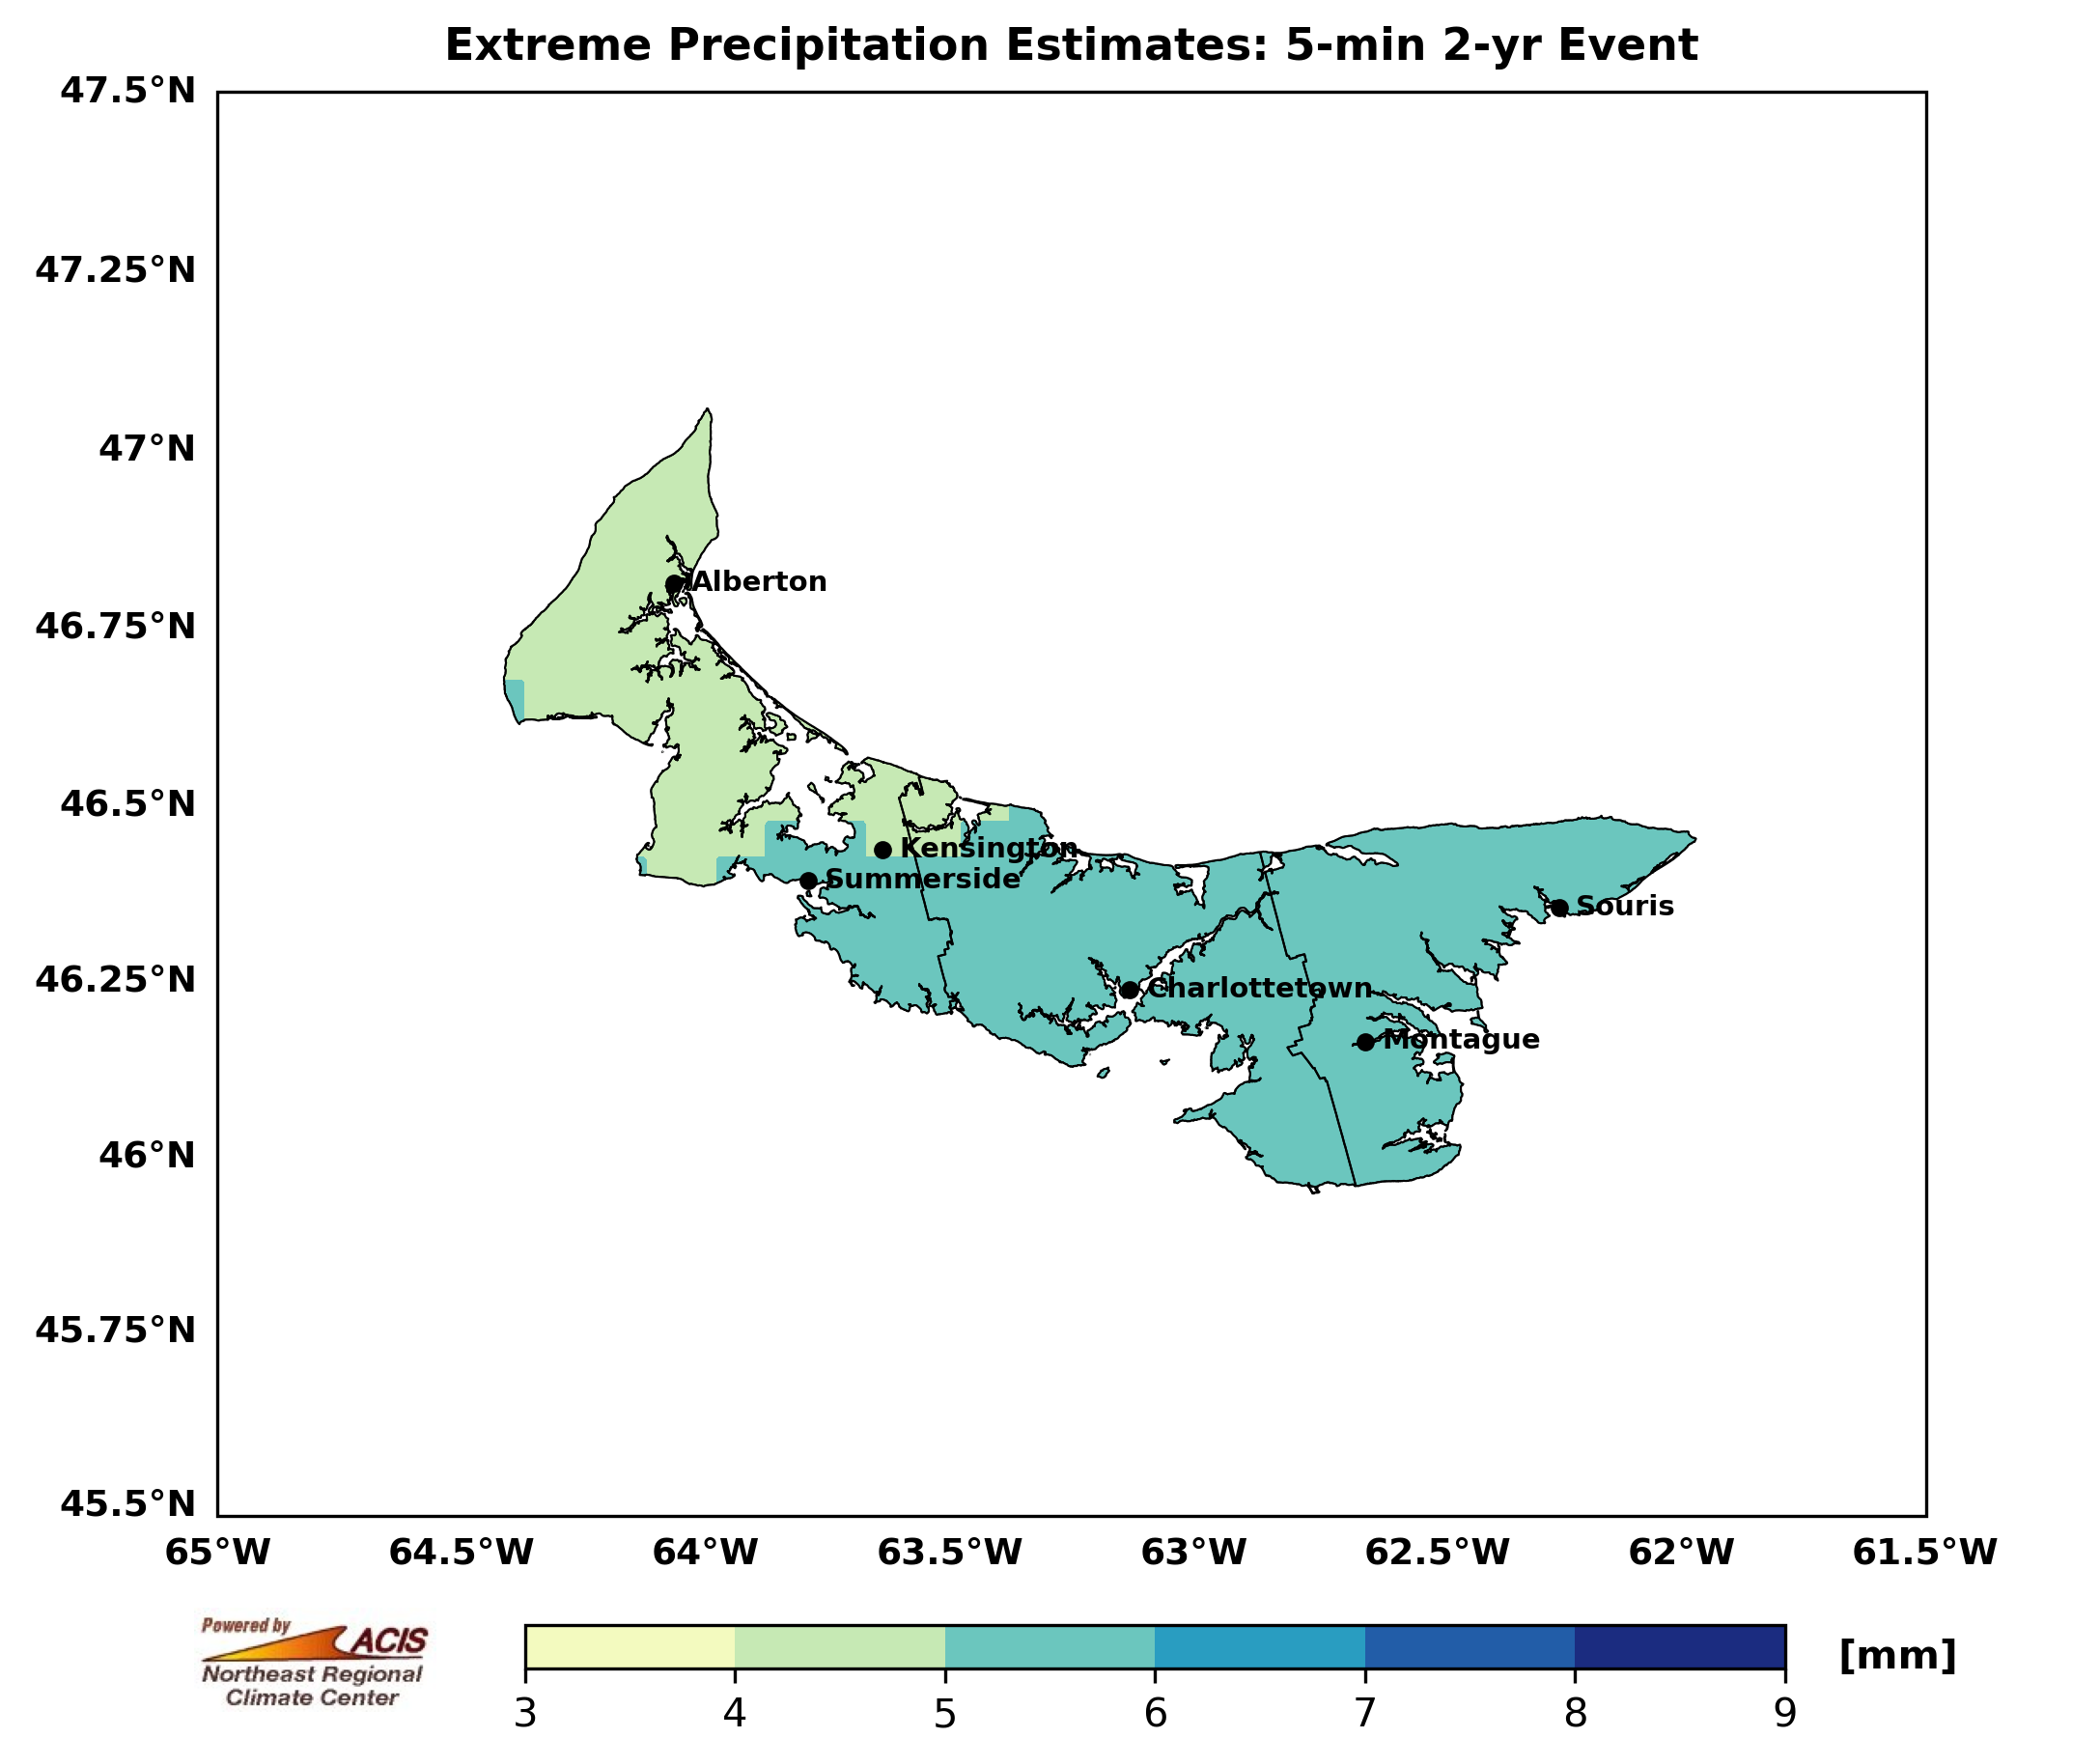 Extreme Precipitation Estimates: 5-min 2-yr Event
47.5°N
47.25°N
47°N
46.75°N
46.5°N
46.25°N
46°N
45.75°N
45.5°N
Alberton
Kensington
Summerside
Souris
Charlottetown
Montague
65°W 64.5°W 64°W 63.5°W 63°W 62.5°W 62°W 61.5°W
Powered by
ACIS
Northeast Regional
Climate Center
[mm]
3 4 5 6 7 8 9